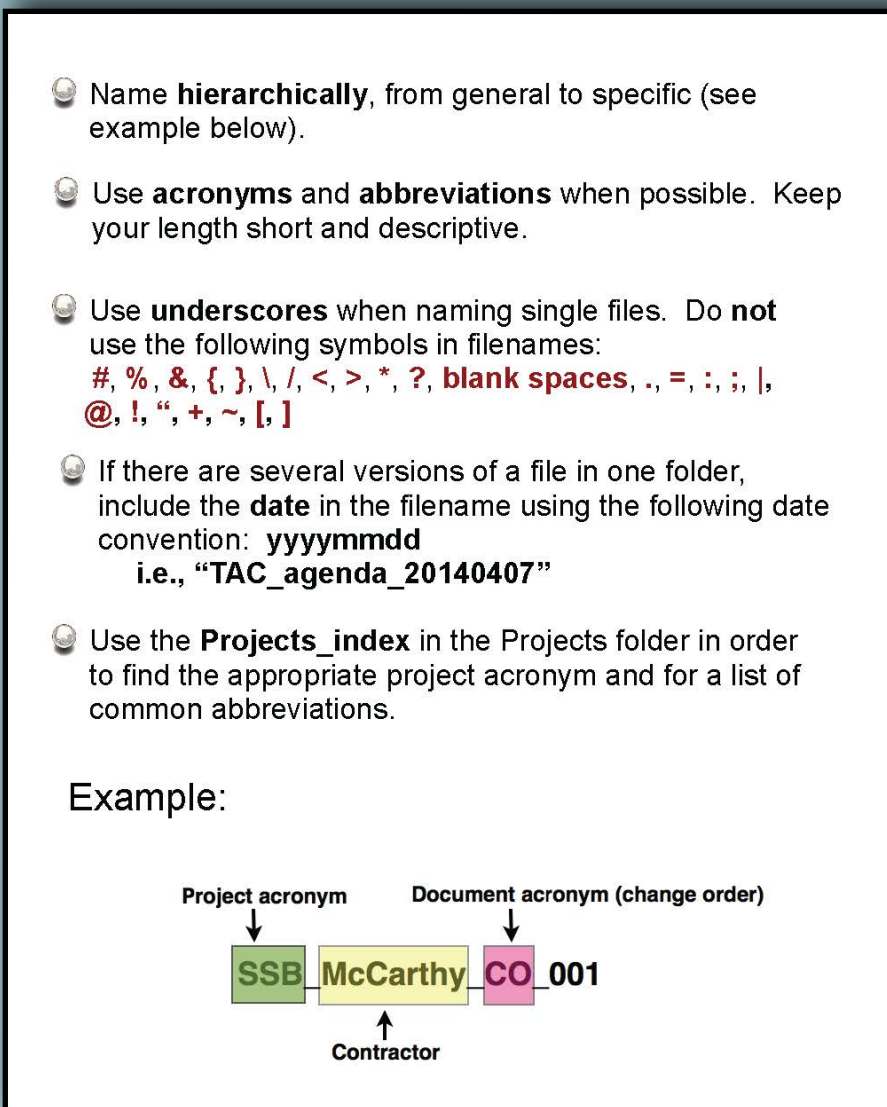 Name hierarchically, from general to specific (see
example below).
Use acronyms and abbreviations when possible.  Keep
your length short and descriptive.
Use underscores when naming single files.  Do not
use the following symbols in filenames:
#, %, &, {, }, \, /, <, >, *, ?, blank spaces, ., =, :, ;, |,
@, !, “, +, ~, [, ]
If there are several versions of a file in one folder,
include the date in the filename using the following date
convention:  yyyymmdd
i.e., “TAC_agenda_20140407”
Use the Projects_index in the Projects folder in order
to find the appropriate project acronym and for a list of
common abbreviations.
Example:
Project acronym
Document acronym (change order)
SSB_McCarthy_CO_001
Contractor